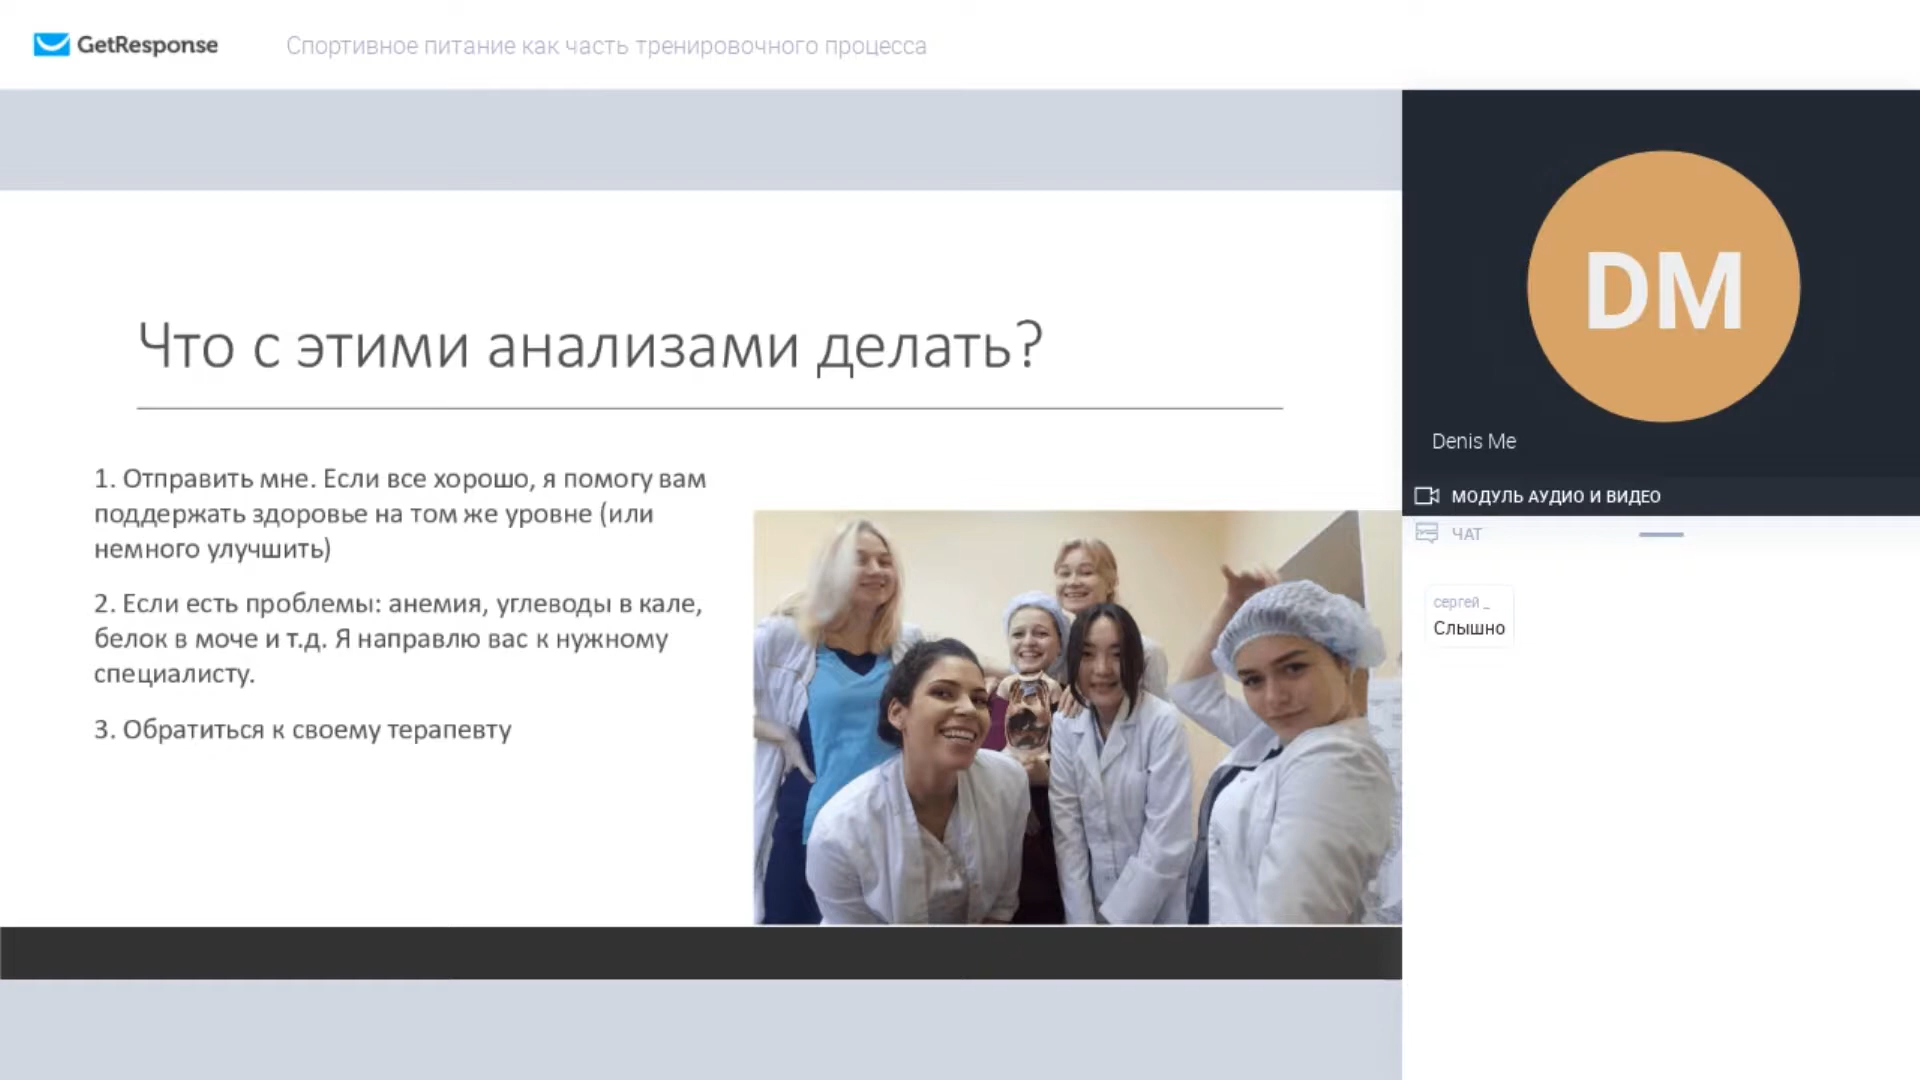 GetResponse
Спортивное питание как часть тренировочного процесса
Что с этими анализами делать?
1. Отправить мне. Если все хорошо, я помогу вам
поддержать здоровье на том же уровне (или
немного улучшить)
2. Если есть проблемы: анемия, углеводы в кале,
белок в моче и т.д. Я направлю вас к нужному
специалисту.
3. Обратиться к своему терапевту
DM
Denis Me
МОДУЛЬ АУДИО И ВИДЕО
ЧАТ
сергей _
Слышно